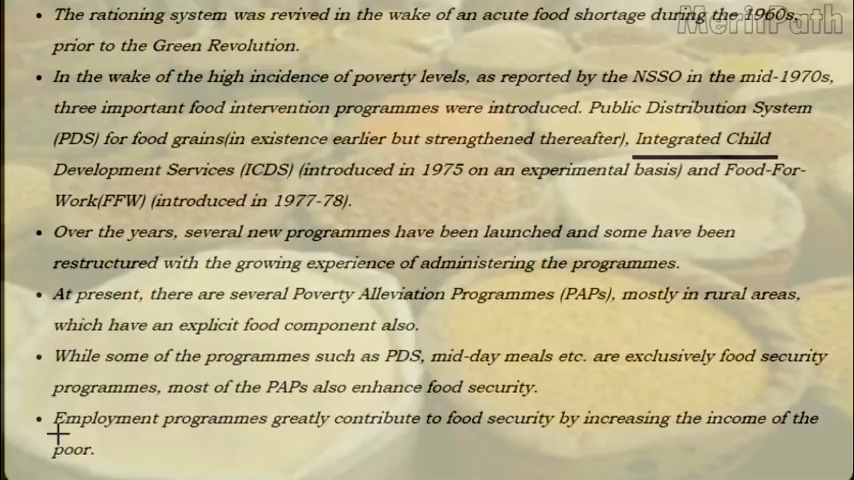 MeritPath
• The rationing system was revived in the wake of an acute food shortage during the 1960s,
prior to the Green Revolution.
• In the wake of the high incidence of poverty levels, as reported by the NSSO in the mid-1970s,
three important food intervention programmes were introduced. Public Distribution System
(PDS) for food grains(in existence earlier but strengthened thereafter), Integrated Child
Development Services (ICDS) (introduced in 1975 on an experimental basis) and Food-For-
Work(FFW) (introduced in 1977-78).
• Over the years, several new programmes have been launched and some have been
restructured with the growing experience of administering the programmes.
• At present, there are several Poverty Alleviation Programmes (PAPs), mostly in rural areas,
which have an explicit food component also.
• While some of the programmes such as PDS, mid-day meals etc. are exclusively food security
programmes, most of the PAPs also enhance food security.
• Employment programmes greatly contribute to food security by increasing the income of the
poor.